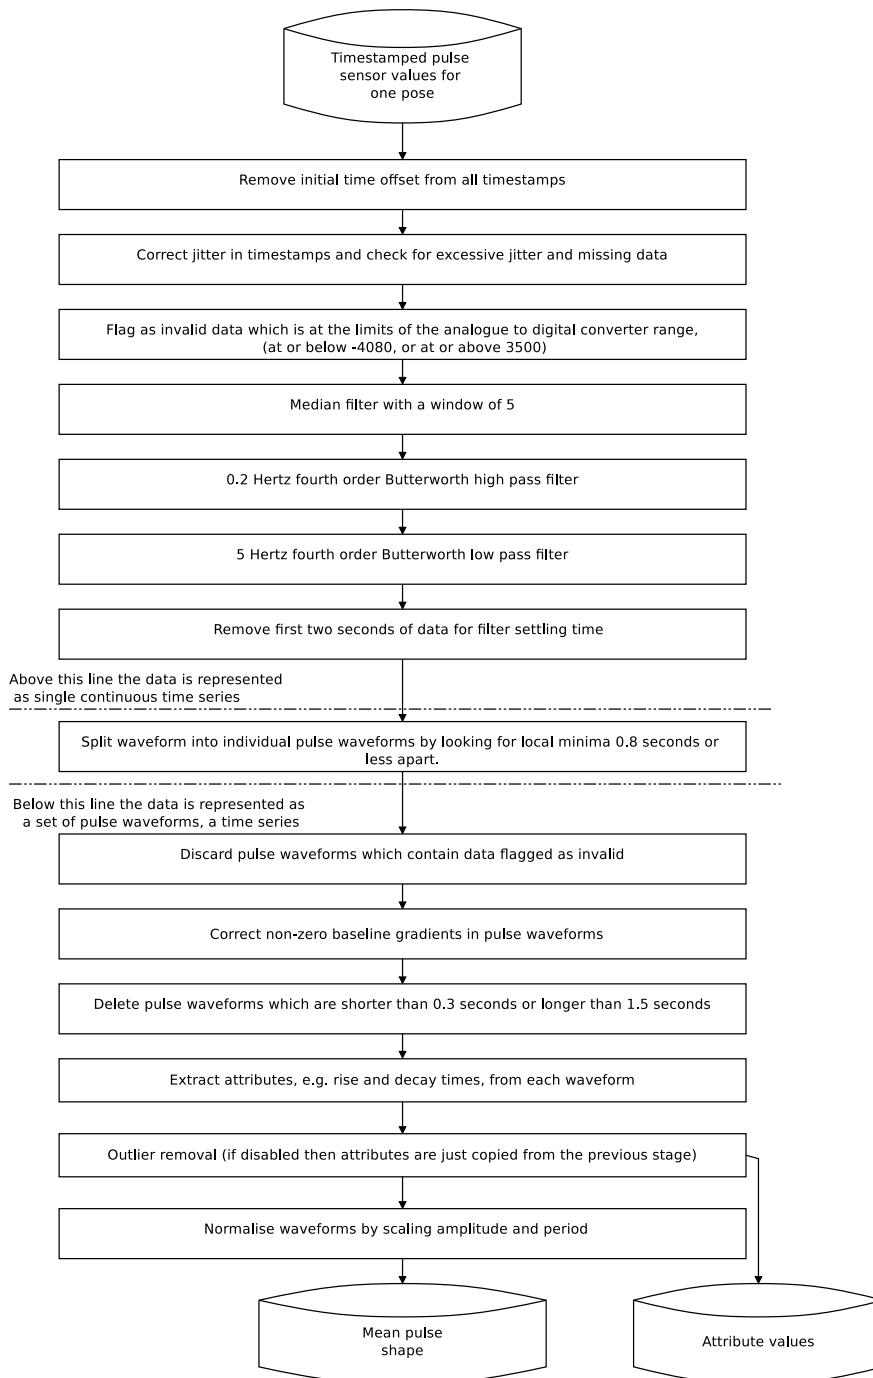 Timestamped pulse
sensor values for
one pose
Remove initial time offset from all timestamps
Correct jitter in timestamps and check for excessive jitter and missing data
Flag as invalid data which is at the limits of the analogue to digital converter range,
(at or below -4080, or at or above 3500)
Median filter with a window of 5
0.2 Hertz fourth order Butterworth high pass filter
5 Hertz fourth order Butterworth low pass filter
Remove first two seconds of data for filter settling time
Above this line the data is represented
as single continuous time series
Split waveform into individual pulse waveforms by looking for local minima 0.8 seconds or
less apart.
Below this line the data is represented as
a set of pulse waveforms, a time series
Discard pulse waveforms which contain data flagged as invalid
Correct non-zero baseline gradients in pulse waveforms
Delete pulse waveforms which are shorter than 0.3 seconds or longer than 1.5 seconds
Extract attributes, e.g. rise and decay times, from each waveform
Outlier removal (if disabled then attributes are just copied from the previous stage)
Normalise waveforms by scaling amplitude and period
Mean pulse
shape
Attribute values